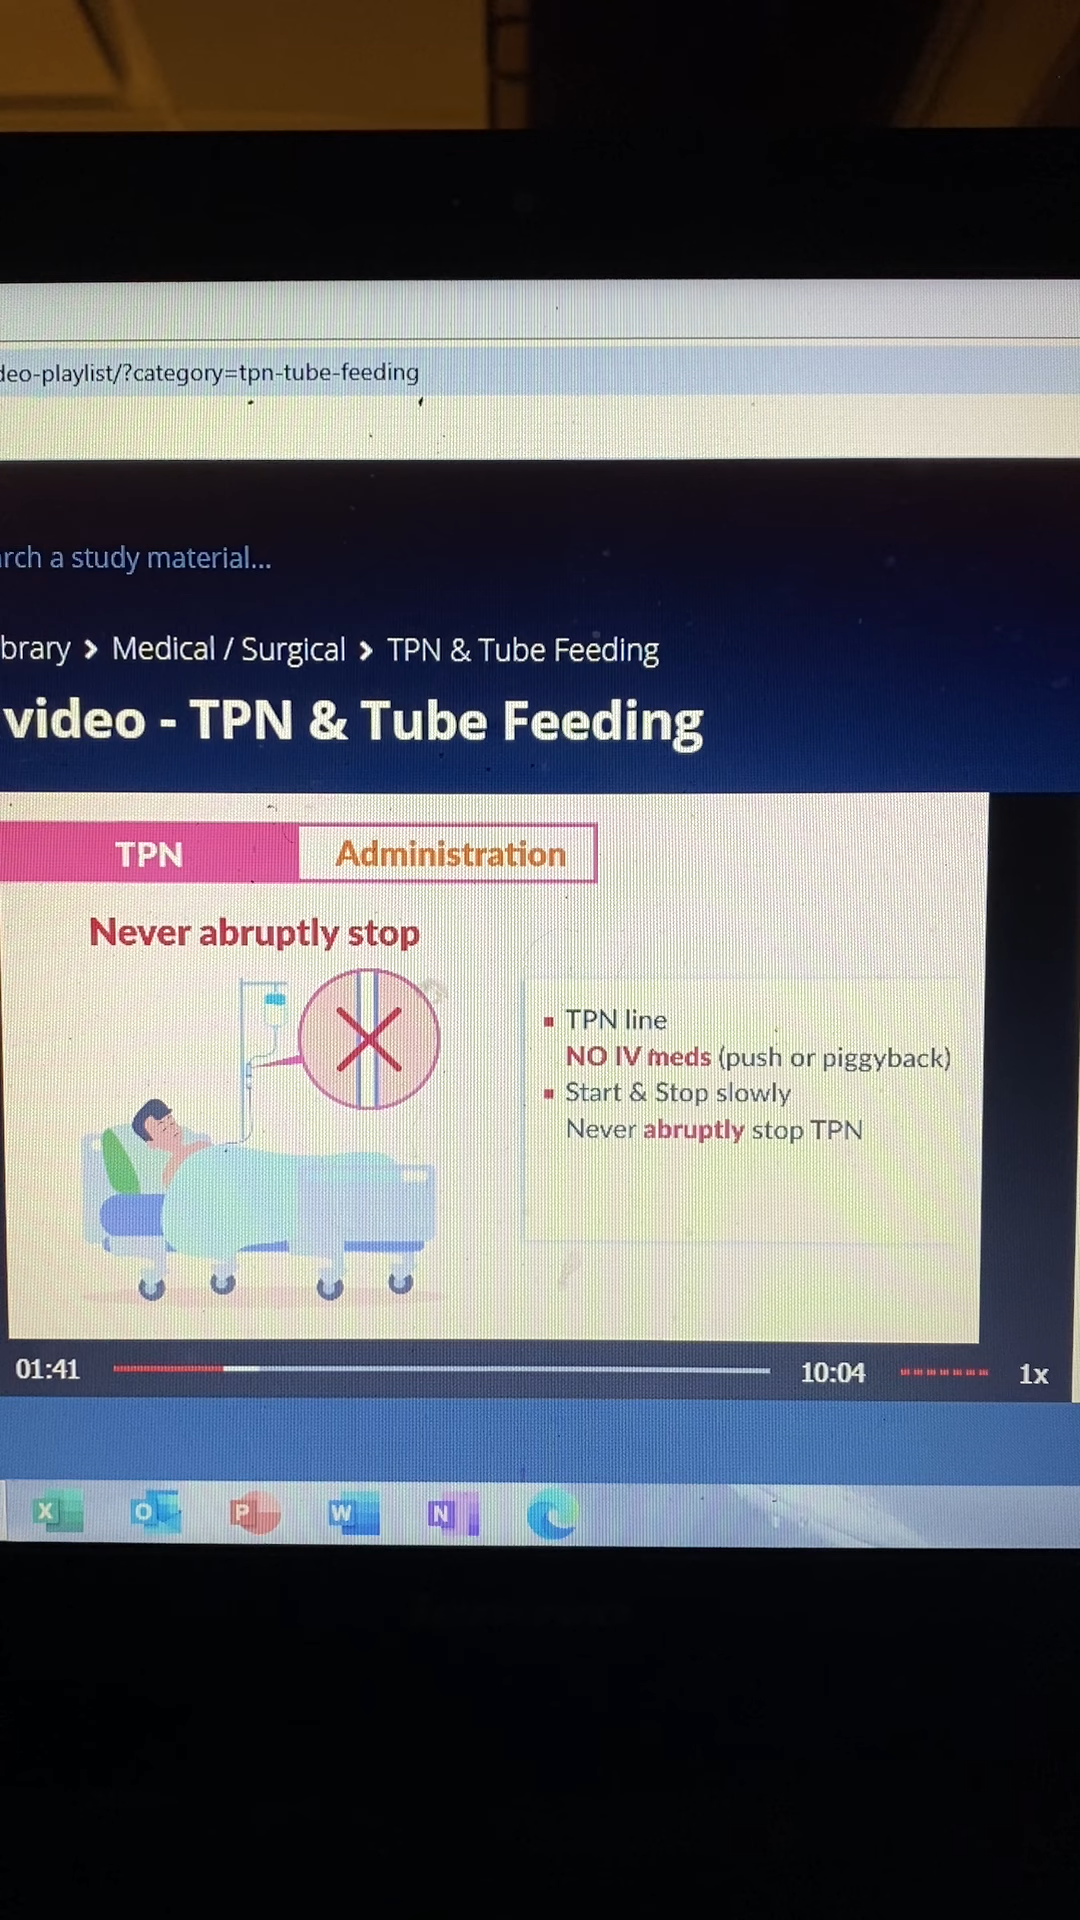 deo-playlist/?category=tpn-tube-feeding
rch a study material...
brary > Medical / Surgical > TPN & Tube Feeding
video - TPN & Tube Feeding
TPN
Administration
Never abruptly stop
TPN line
NO IV meds (push or piggyback)
Start & Stop slowly
Never abruptly stop TPN
01:41
10:04
1x
X
O
P
W
N